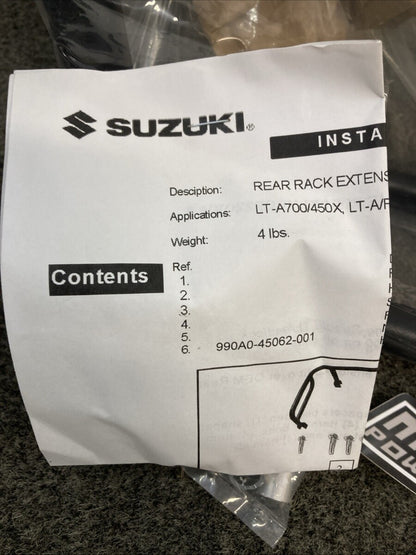 SUZUKI®
INSTA
Desciption: REAR RACK EXTENS
Applications: LT-A700/450X, LT-A/F
Weight: 4 lbs.
Contents
Ref.
1.
2.
3.
4.
5.
6. 990A0-45062-001
2